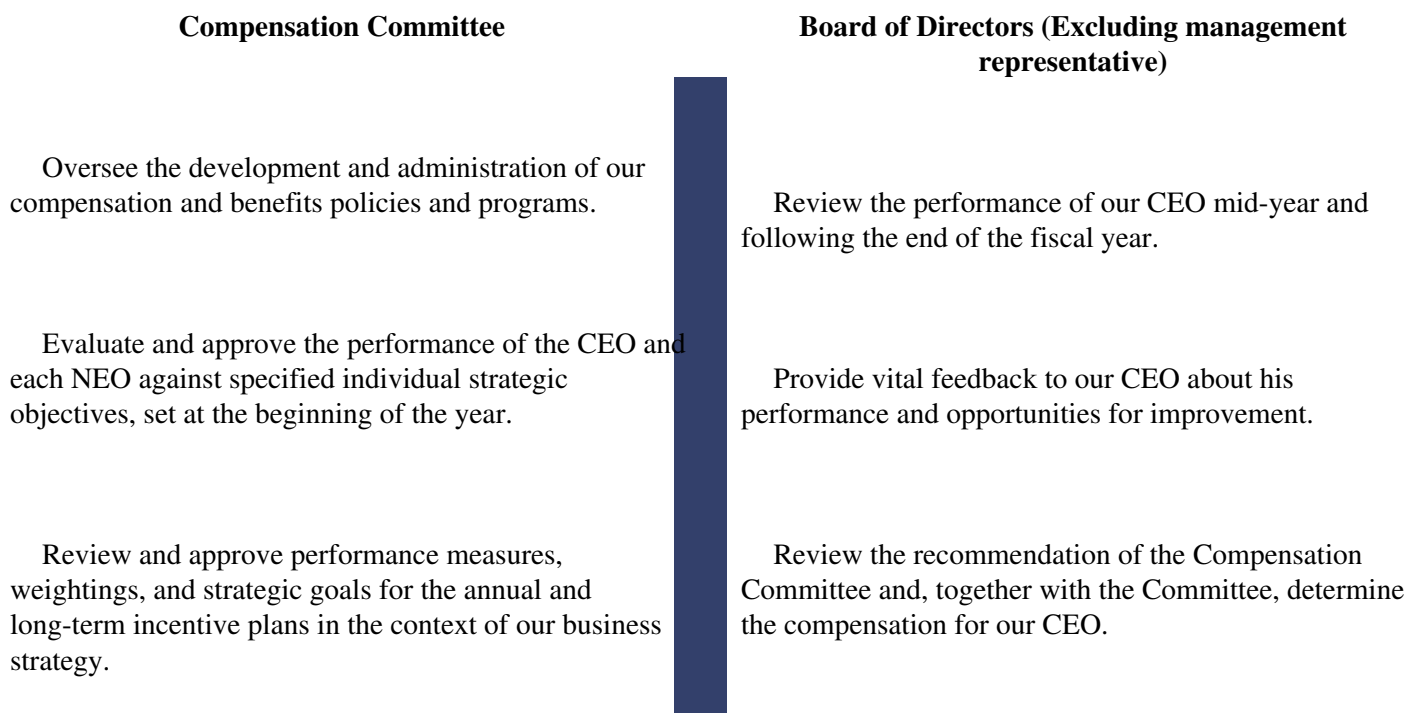 Compensation Committee
Oversee the development and administration of our
compensation and benefits policies and programs.
Evaluate and approve the performance of the CEO and
each NEO against specified individual strategic
objectives, set at the beginning of the year.
Review and approve performance measures,
weightings, and strategic goals for the annual and
long-term incentive plans in the context of our business
strategy.
Board of Directors (Excluding management
representative)
Review the performance of our CEO mid-year and
following the end of the fiscal year.
Provide vital feedback to our CEO about his
performance and opportunities for improvement.
Review the recommendation of the Compensation
Committee and, together with the Committee, determine
the compensation for our CEO.